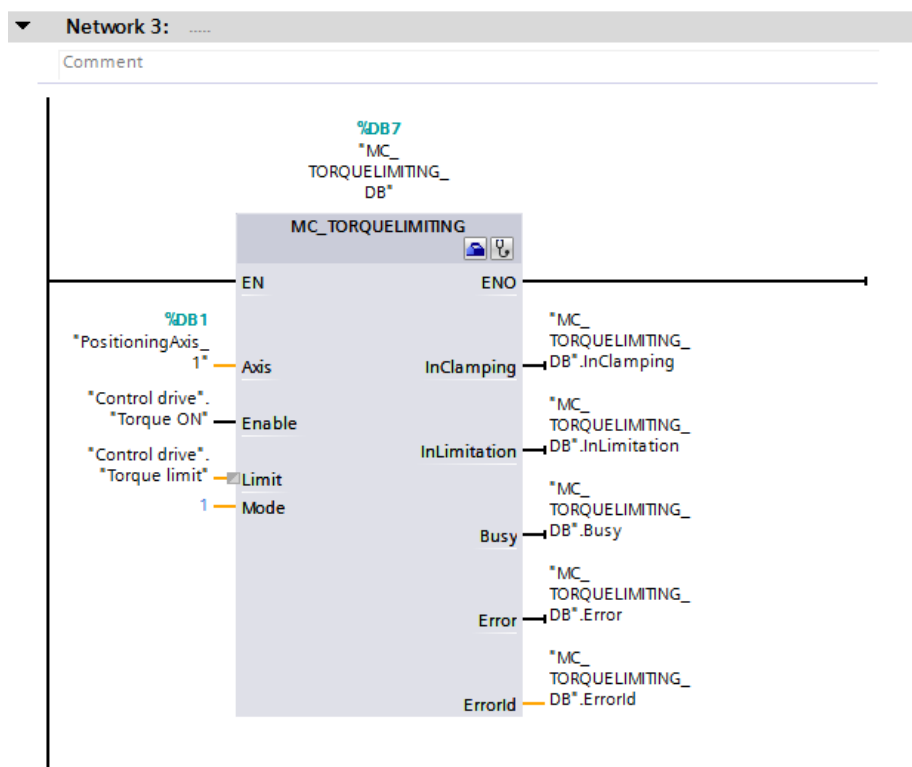 Network 3: .....
Comment
%DB7
"MC_
TORQUELIMITING_
DB"
MC_TORQUELIMITING
EN
ENO
%DB1
"PositioningAxis_
1"
Axis
"MC_
TORQUELIMITING_
InClamping
DB".InClamping
"Control drive".
"Torque ON"
Enable
"MC_
TORQUELIMITING_
InLimitation
DB".InLimitation
"Control drive".
"Torque limit"
Limit
1
Mode
"MC_
TORQUELIMITING_
Busy
DB".Busy
"MC_
TORQUELIMITING_
Error
DB".Error
"MC_
TORQUELIMITING_
ErrorId
DB".ErrorId